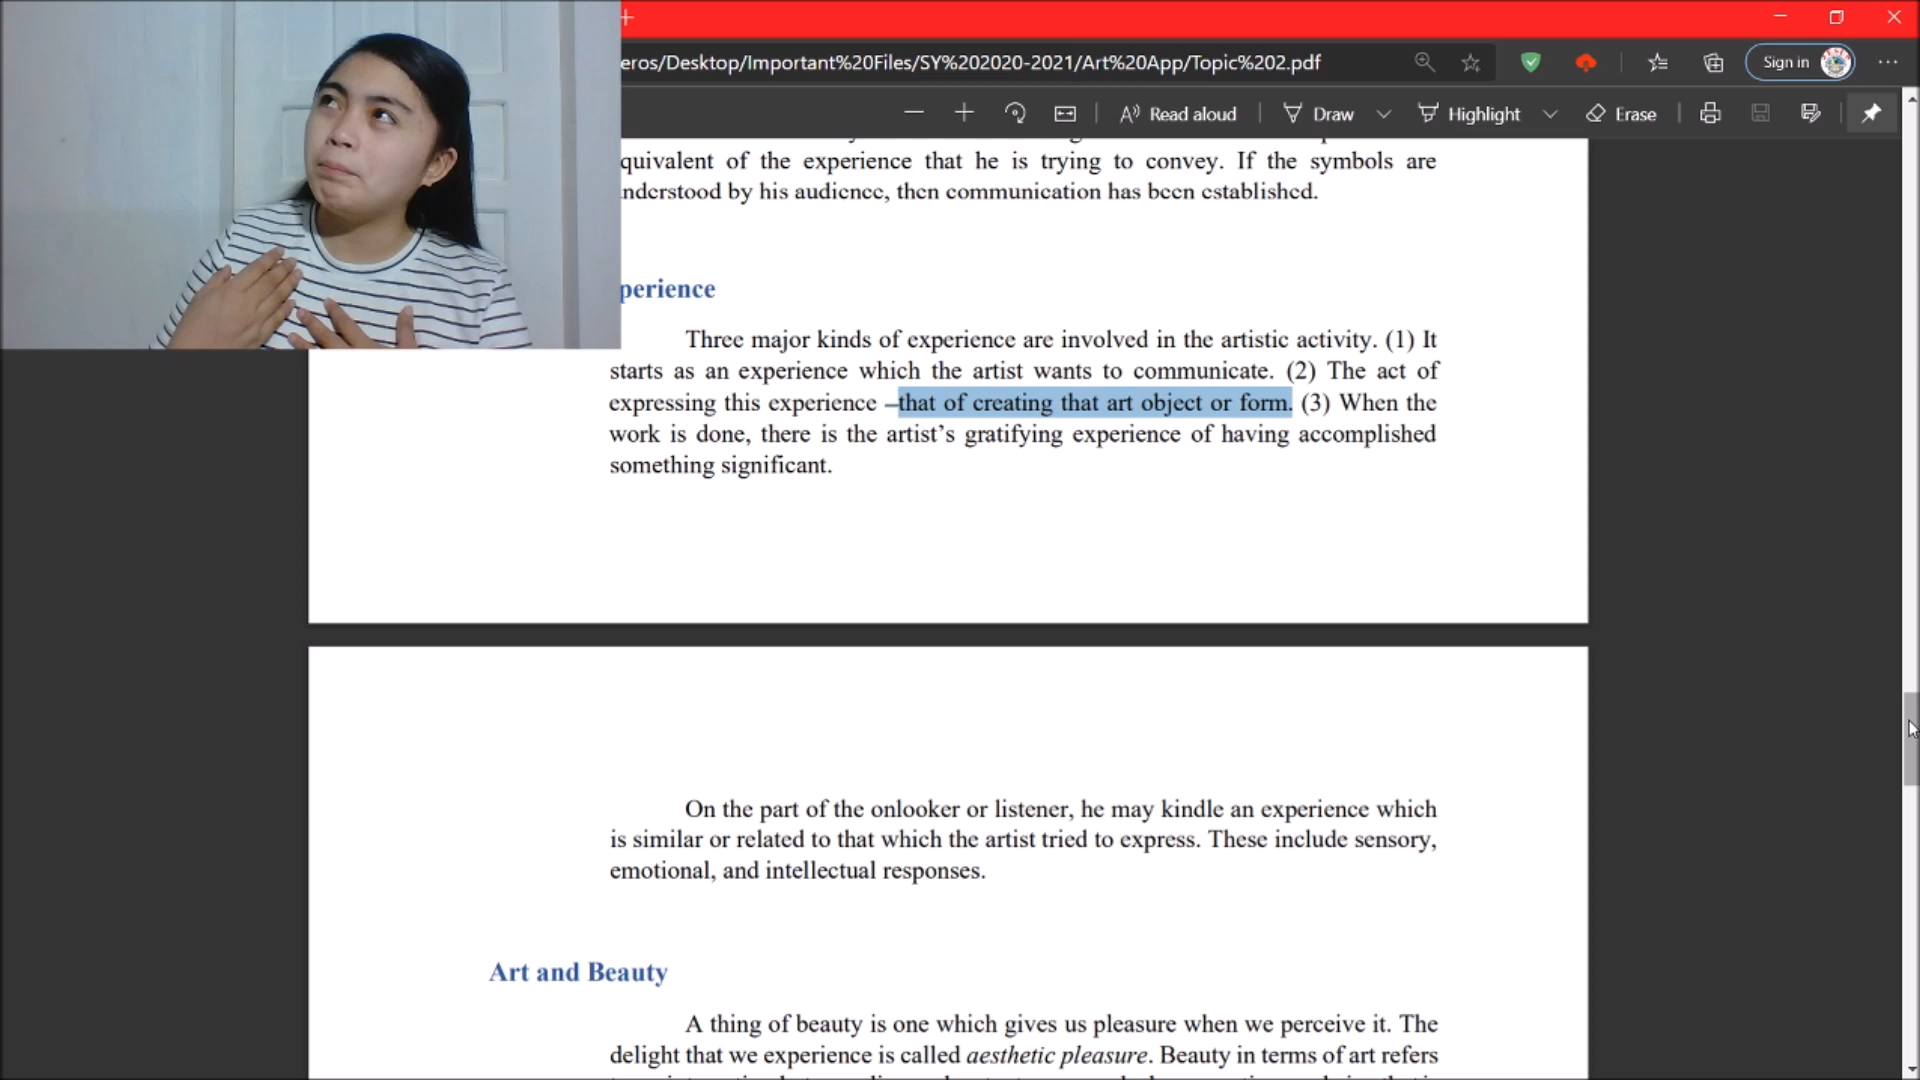 eros/Desktop/Important%20Files/SY%202020-2021/Art%20App/Topic%202.pdf
Sign in
Read aloud
Draw
Highlight
Erase
quivalent of the experience that he is trying to convey. If the symbols are
nderstood by his audience, then communication has been established.
perience
Three major kinds of experience are involved in the artistic activity. (1) It
starts as an experience which the artist wants to communicate. (2) The act of
expressing this experience –that of creating that art object or form. (3) When the
work is done, there is the artist’s gratifying experience of having accomplished
something significant.
On the part of the onlooker or listener, he may kindle an experience which
is similar or related to that which the artist tried to express. These include sensory,
emotional, and intellectual responses.
Art and Beauty
A thing of beauty is one which gives us pleasure when we perceive it. The
delight that we experience is called aesthetic pleasure. Beauty in terms of art refers